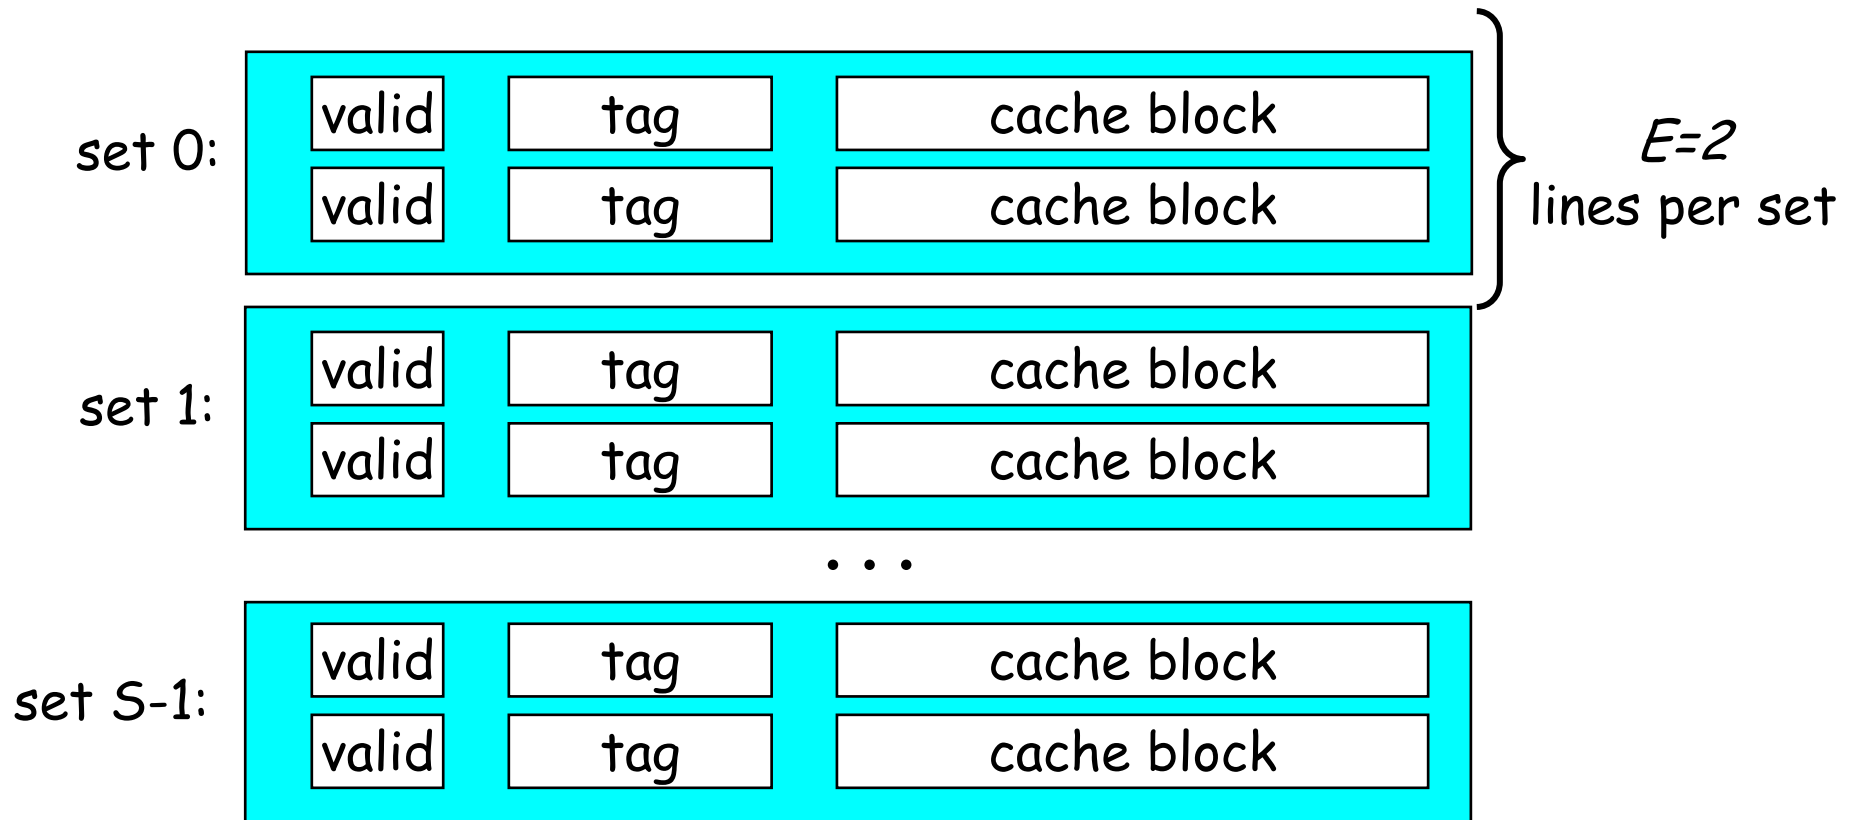 set 0:
valid tag cache block
valid tag cache block
E=2
lines per set
set 1:
valid tag cache block
valid tag cache block
...
set S-1:
valid tag cache block
valid tag cache block